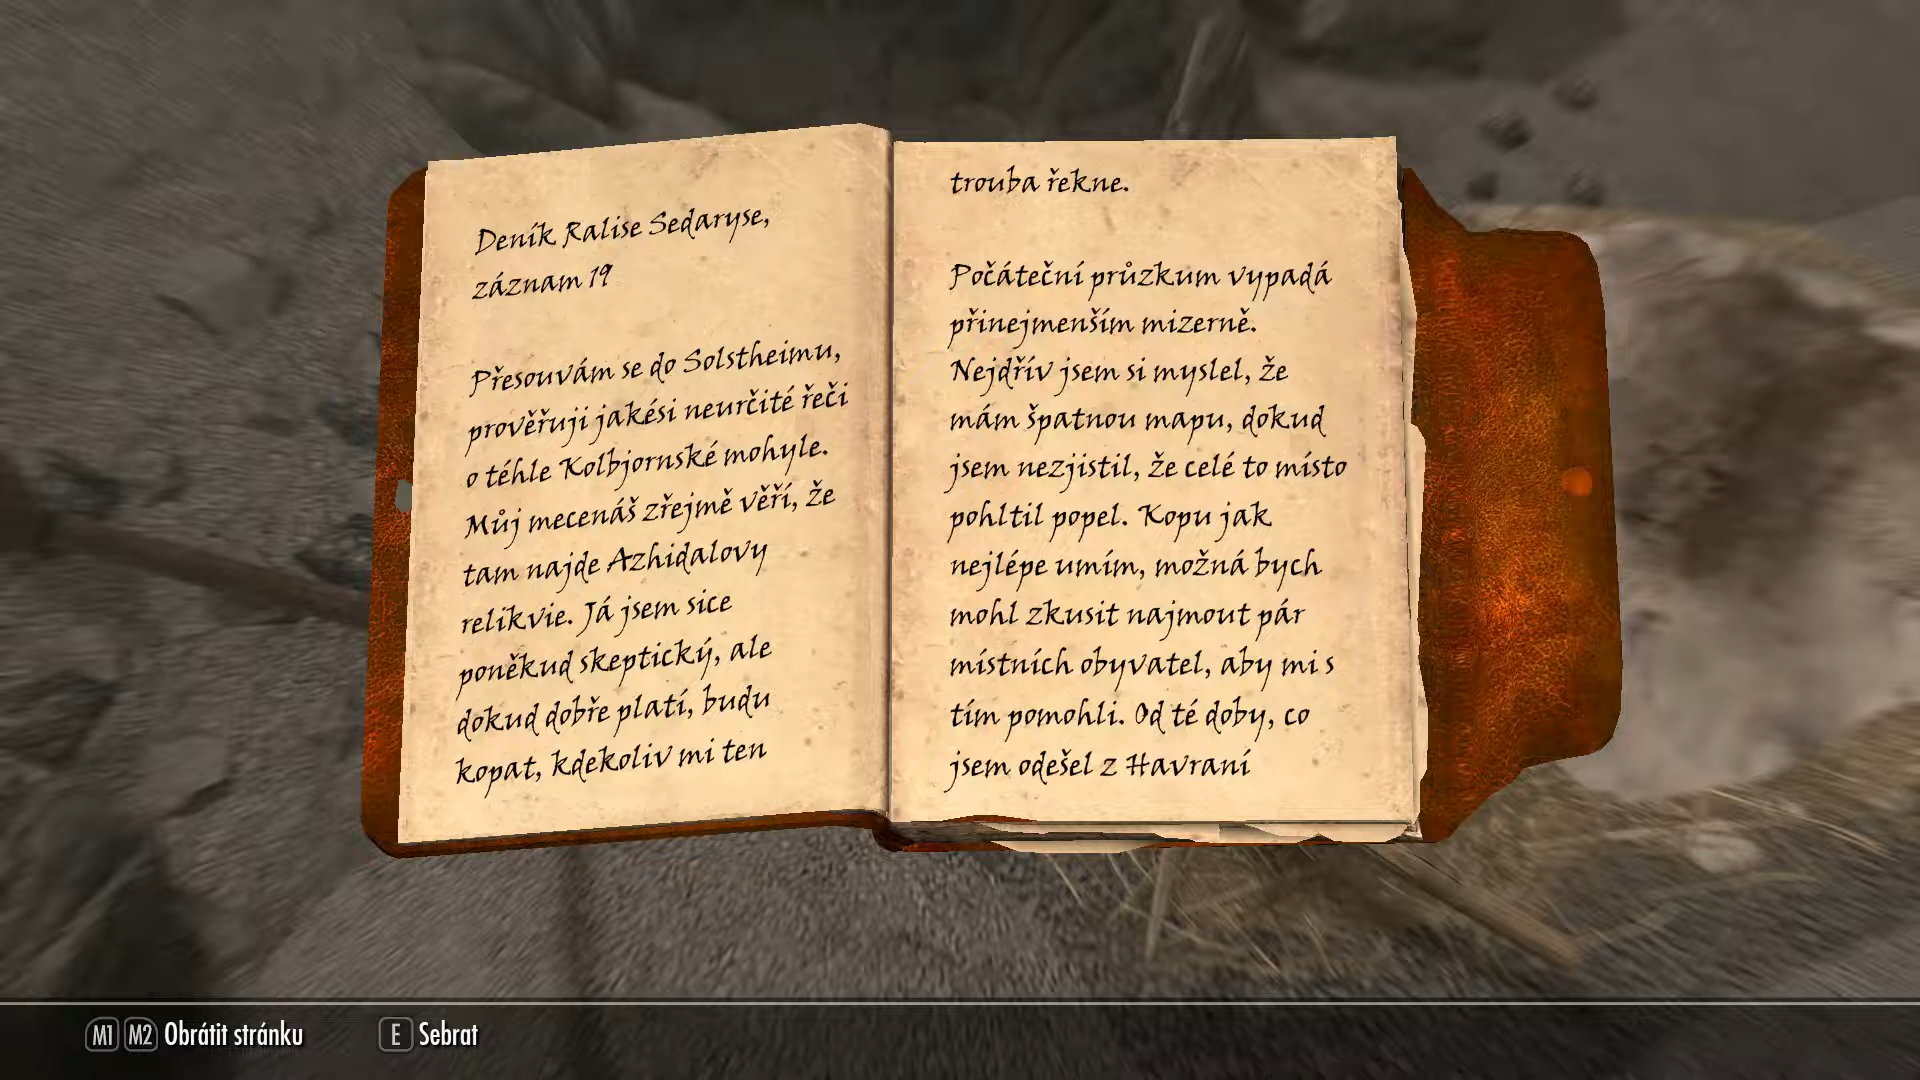 Deník Ralise Sedaryse,
záznam 19
Přesouvám se do Solstheimu,
prověřuji jakési neurčité řeči
o téhle Kolbjornské mohyle.
Můj mecenáš zřejmě věří, že
tam najde Azhidalovy
relikvie. Já jsem sice
poněkud skeptický, ale
dokud dobře platí, budu
kopat, kdekoliv mi ten
trouba řekne.
Počáteční průzkum vypadá
přinejmenším mizerně.
Nejdřív jsem si myslel, že
mám špatnou mapu, dokud
jsem nezjistil, že celé to místo
pohltil popel. Kopu jak
nejlépe umím, možná bych
mohl zkusit najmout pár
místních obyvatel, aby mi s
tím pomohli. Od té doby, co
jsem odešel z Havraní
M1 M2 Obrátit stránku E Sebrat